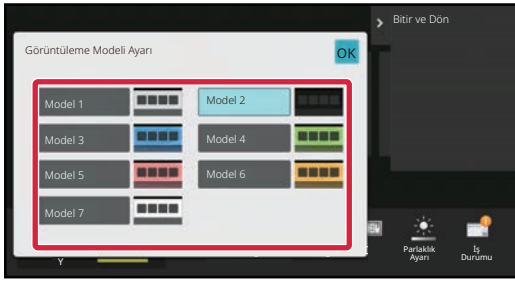 Bitir ve Dön
Görüntüleme Modeli Ayarı
OK
Model 1
Model 2
Model 3
Model 4
Model 5
Model 6
Model 7
Y
Parlaklık
Ayarı
İş
Durumu